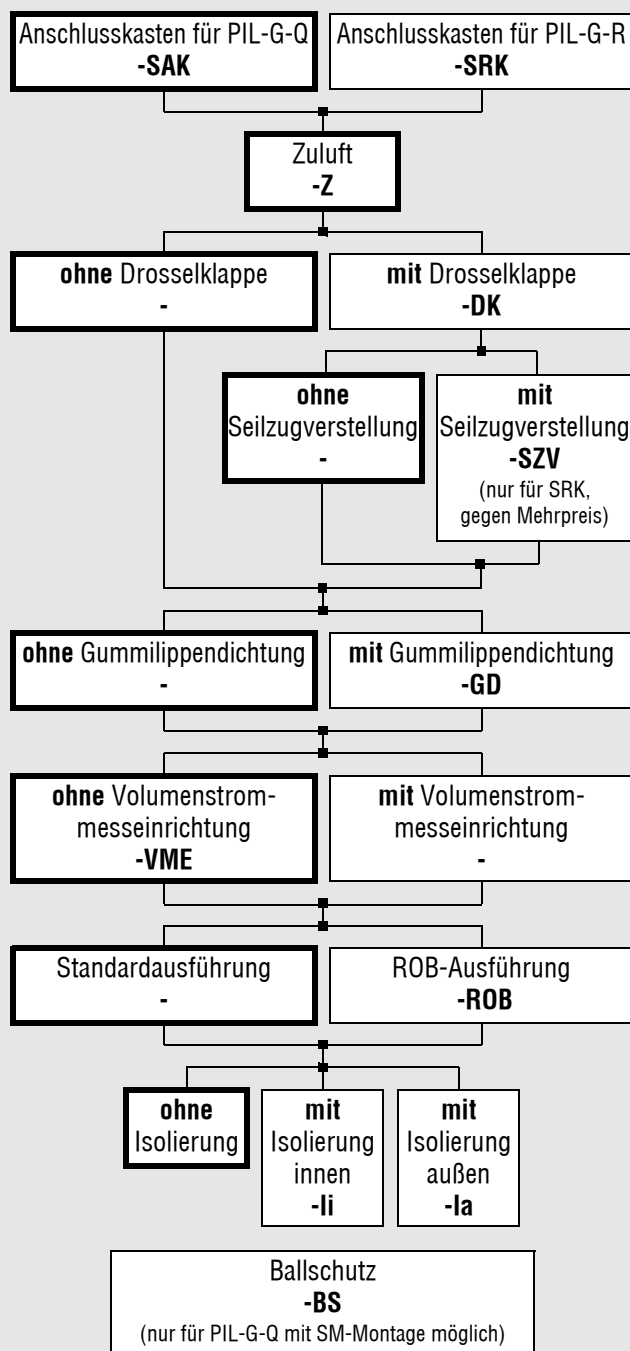 Anschlusskasten für PIL-G-Q
-SAK
Anschlusskasten für PIL-G-R
-SRK
Zuluft
-Z
ohne Drosselklappe
-
mit Drosselklappe
-DK
ohne
Seilzugverstellung
-
mit
Seilzugverstellung
-SZV
(nur für SRK,
gegen Mehrpreis)
ohne Gummilippendichtung
-
mit Gummilippendichtung
-GD
ohne Volumenstrom-
messeinrichtung
-VME
mit Volumenstrom-
messeinrichtung
-
Standardausführung
-
ROB-Ausführung
-ROB
ohne
Isolierung
mit
Isolierung
innen
-Ii
mit
Isolierung
außen
-Ia
Ballschutz
-BS
(nur für PIL-G-Q mit SM-Montage möglich)